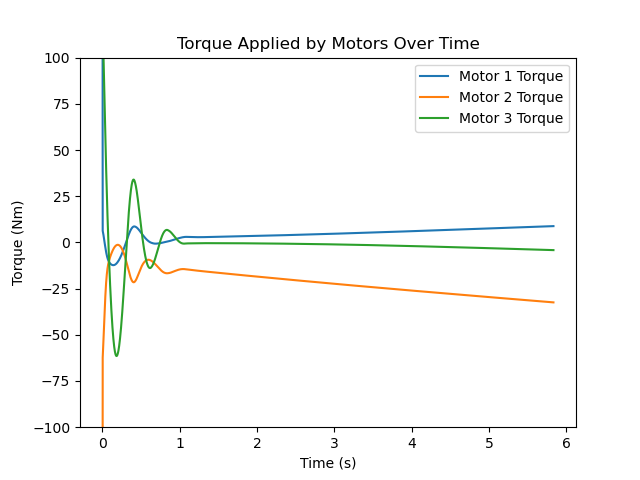 Torque Applied by Motors Over Time
Motor 1 Torque
Motor 2 Torque
Motor 3 Torque
Torque (Nm)
100
75
50
25
0
−25
−50
−75
−100
0 1 2 3 4 5 6
Time (s)